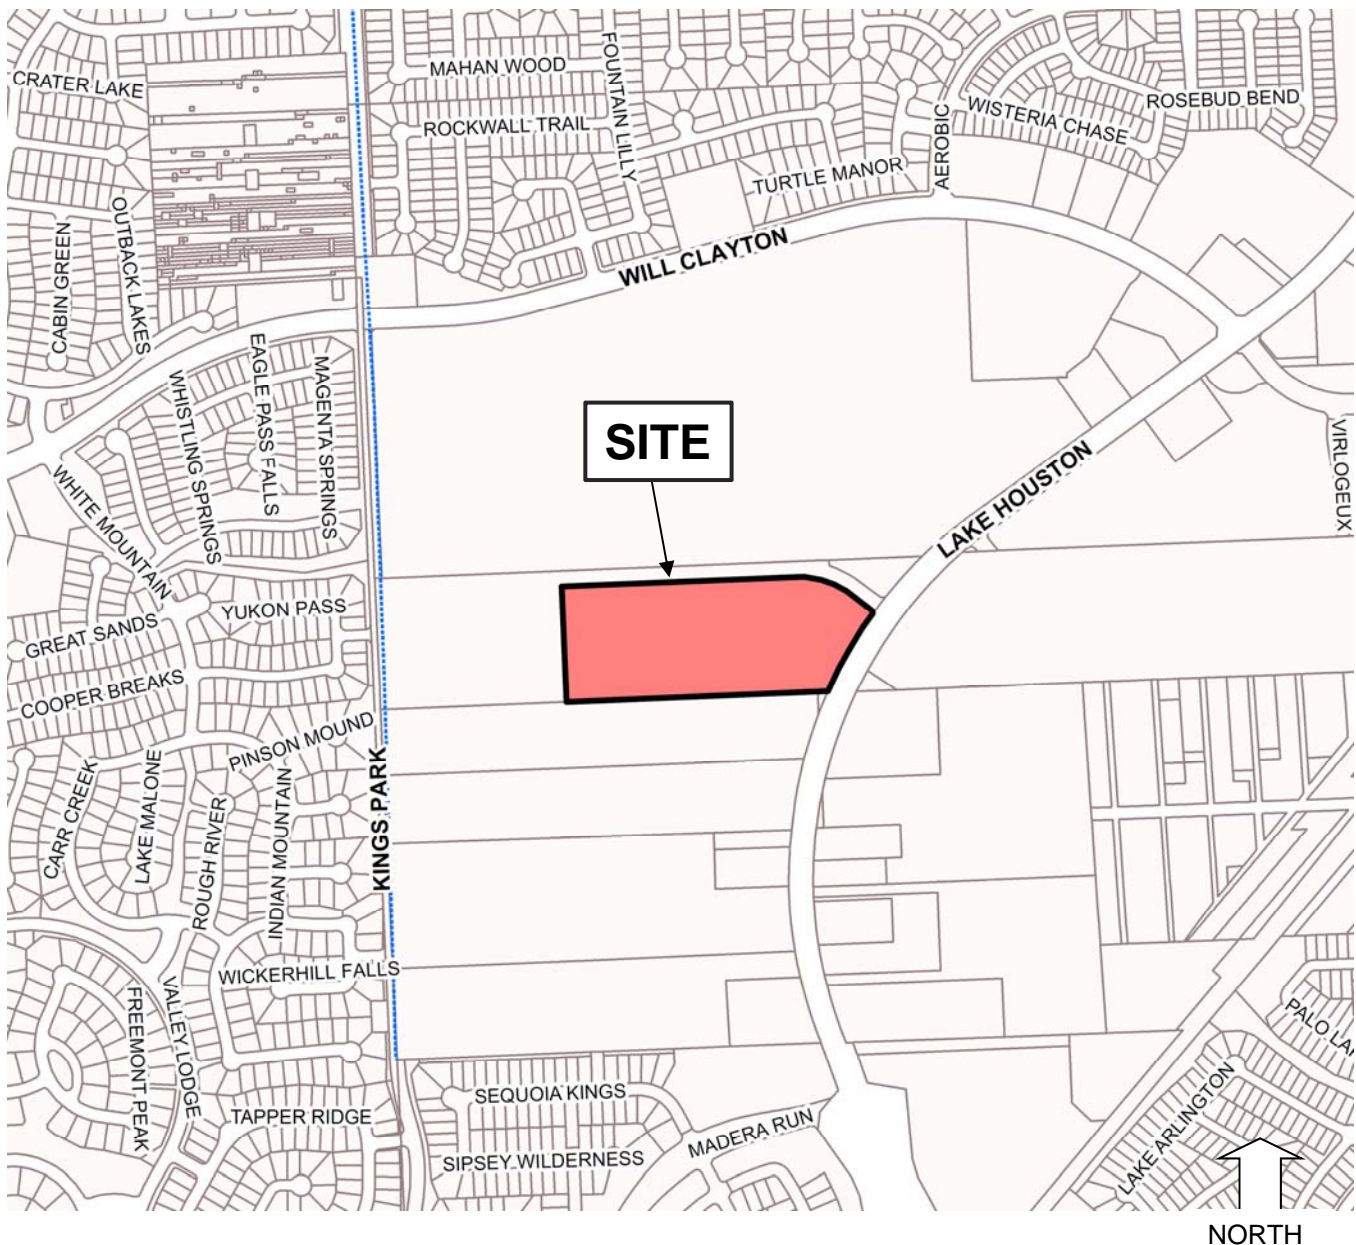 MAHAN WOOD
FOUNTAIN LILLY
CRATER LAKE
ROSEBUD BEND
WISTERIA CHASE
ROCKWALL TRAIL
AEROBIC
TURTLE MANOR
OUTBACK LAKES
CABIN GREEN
WILL CLAYTON
EAGLE PASS FALLS
MAGENTA SPRINGS
WHISTLING SPRINGS
SITE
VIRLOGEUX
WHITE MOUNTAIN
LAKE HOUSTON
YUKON PASS
GREAT SANDS
COOPER BREAKS
PINSON MOUND
KINGS PARK
CARR CREEK
LAKE MALONE
ROUGH RIVER
INDIAN MOUNTAIN
WICKERHILL FALLS
FREEMONT PEAK
VALLEY LODGE
PALO LA
SEQUOIA KINGS
TAPPER RIDGE
MADERA RUN
LAKE ARLINGTON
SIPSEY WILDERNESS
NORTH